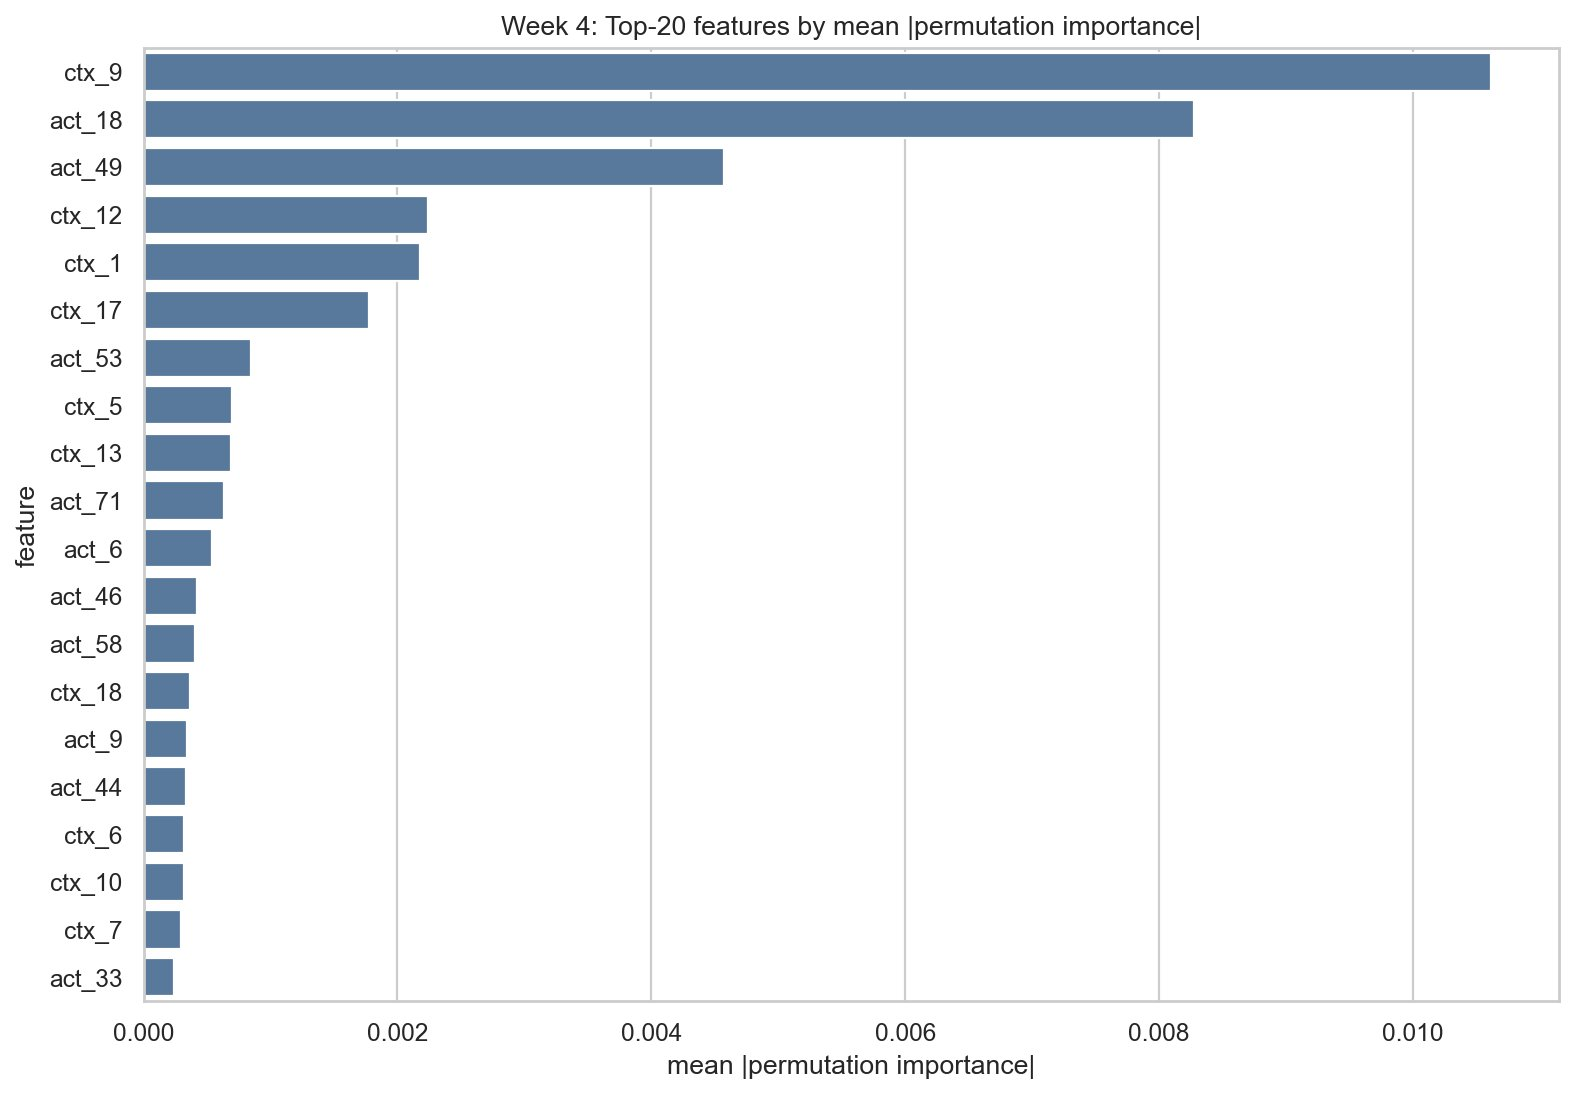 Week 4: Top-20 features by mean |permutation importance|
ctx_9
act_18
act_49
ctx_12
ctx_1
ctx_17
act_53
ctx_5
ctx_13
act_71
act_6
act_46
act_58
ctx_18
act_9
act_44
ctx_6
ctx_10
ctx_7
act_33
feature
0.000 0.002 0.004 0.006 0.008 0.010
mean |permutation importance|